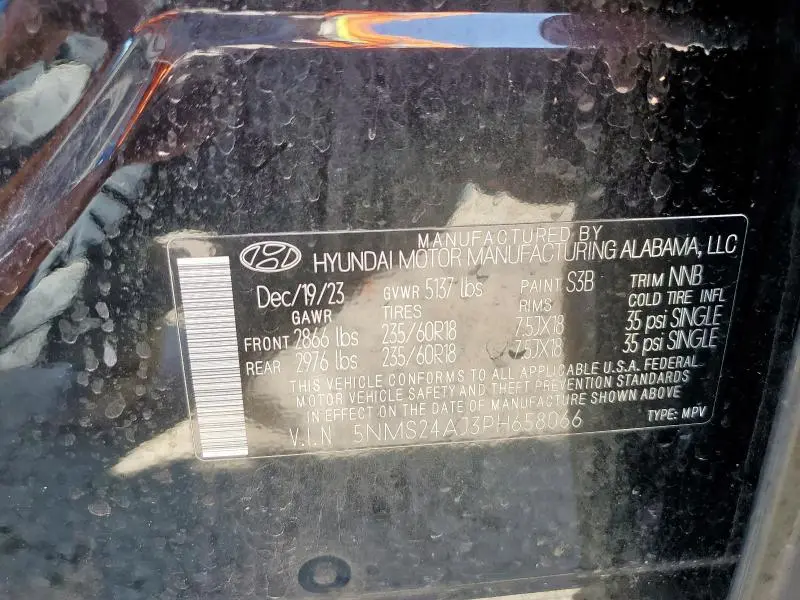 MANUFACTURED BY
HYUNDAI MOTOR MANUFACTURING ALABAMA, LLC
Dec/19/23 GVWR 5137 lbs PAINT S3B TRIM NNB
GAWR TIRES RIMS COLD TIRE INFL
FRONT 2866 lbs 235/60R18 7.5JX18 35 psi SINGLE
REAR 2976 lbs 235/60R18 7.5JX18 35 psi SINGLE
THIS VEHICLE CONFORMS TO ALL APPLICABLE U.S.A. FEDERAL
MOTOR VEHICLE SAFETY AND THEFT PREVENTION STANDARDS
IN EFFECT ON THE DATE OF MANUFACTURE SHOWN ABOVE
V.I.N 5NMS24AJ3PH658066 TYPE: MPV